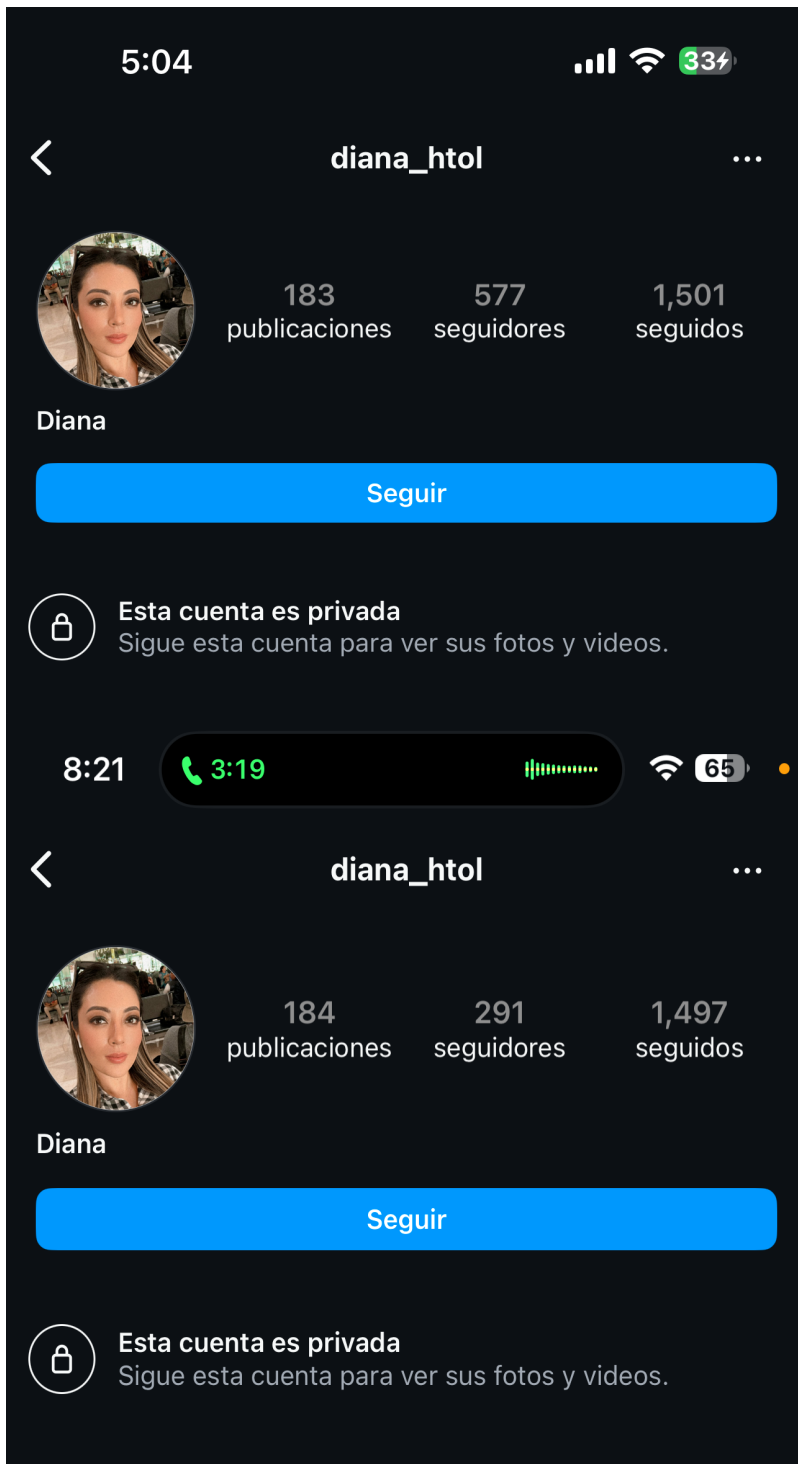 5:04
33
diana_htol
183
577
1,501
publicaciones
seguidores
seguidos
Diana
Seguir
Esta cuenta es privada
Sigue esta cuenta para ver sus fotos y videos.
8:21
3:19
65
diana_htol
184
291
1,497
publicaciones
seguidores
seguidos
Diana
Seguir
Esta cuenta es privada
Sigue esta cuenta para ver sus fotos y videos.